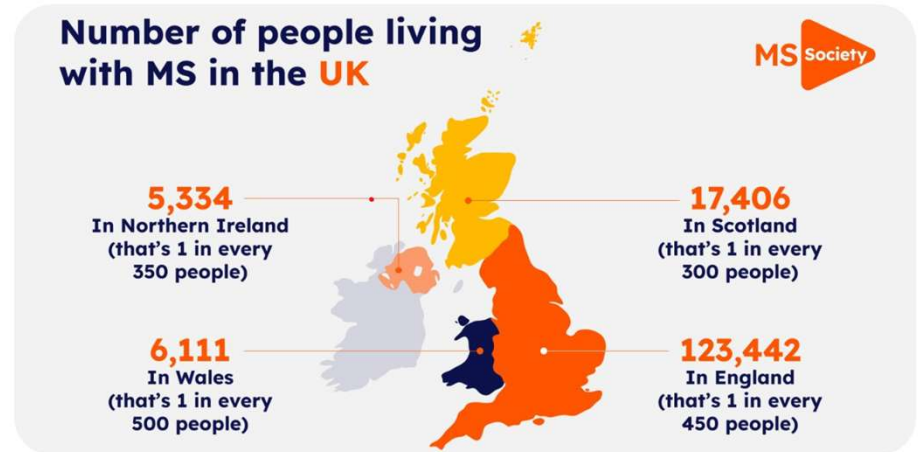 Number of people living
with MS in the UK
MS Society
5,334
In Northern Ireland
(that's 1 in every
350 people)
17,406
In Scotland
(that's 1 in every
300 people)
6,111
In Wales
(that's 1 in every
500 people)
123,442
In England
(that's 1 in every
450 people)